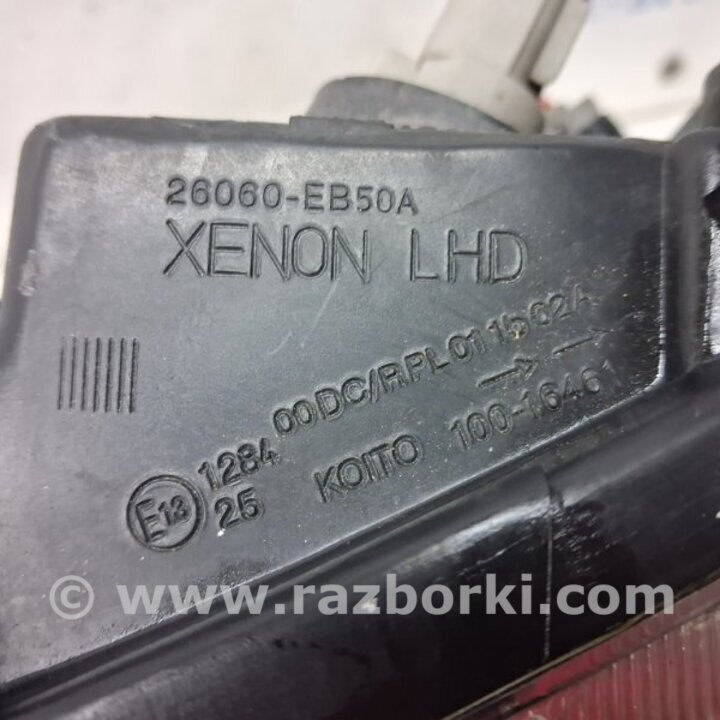 26060-EB50A
XENON LHD
00DC/RPL 01 1b 02A
E13
1284
25
KOITO 100-16461
© www.razborki.com